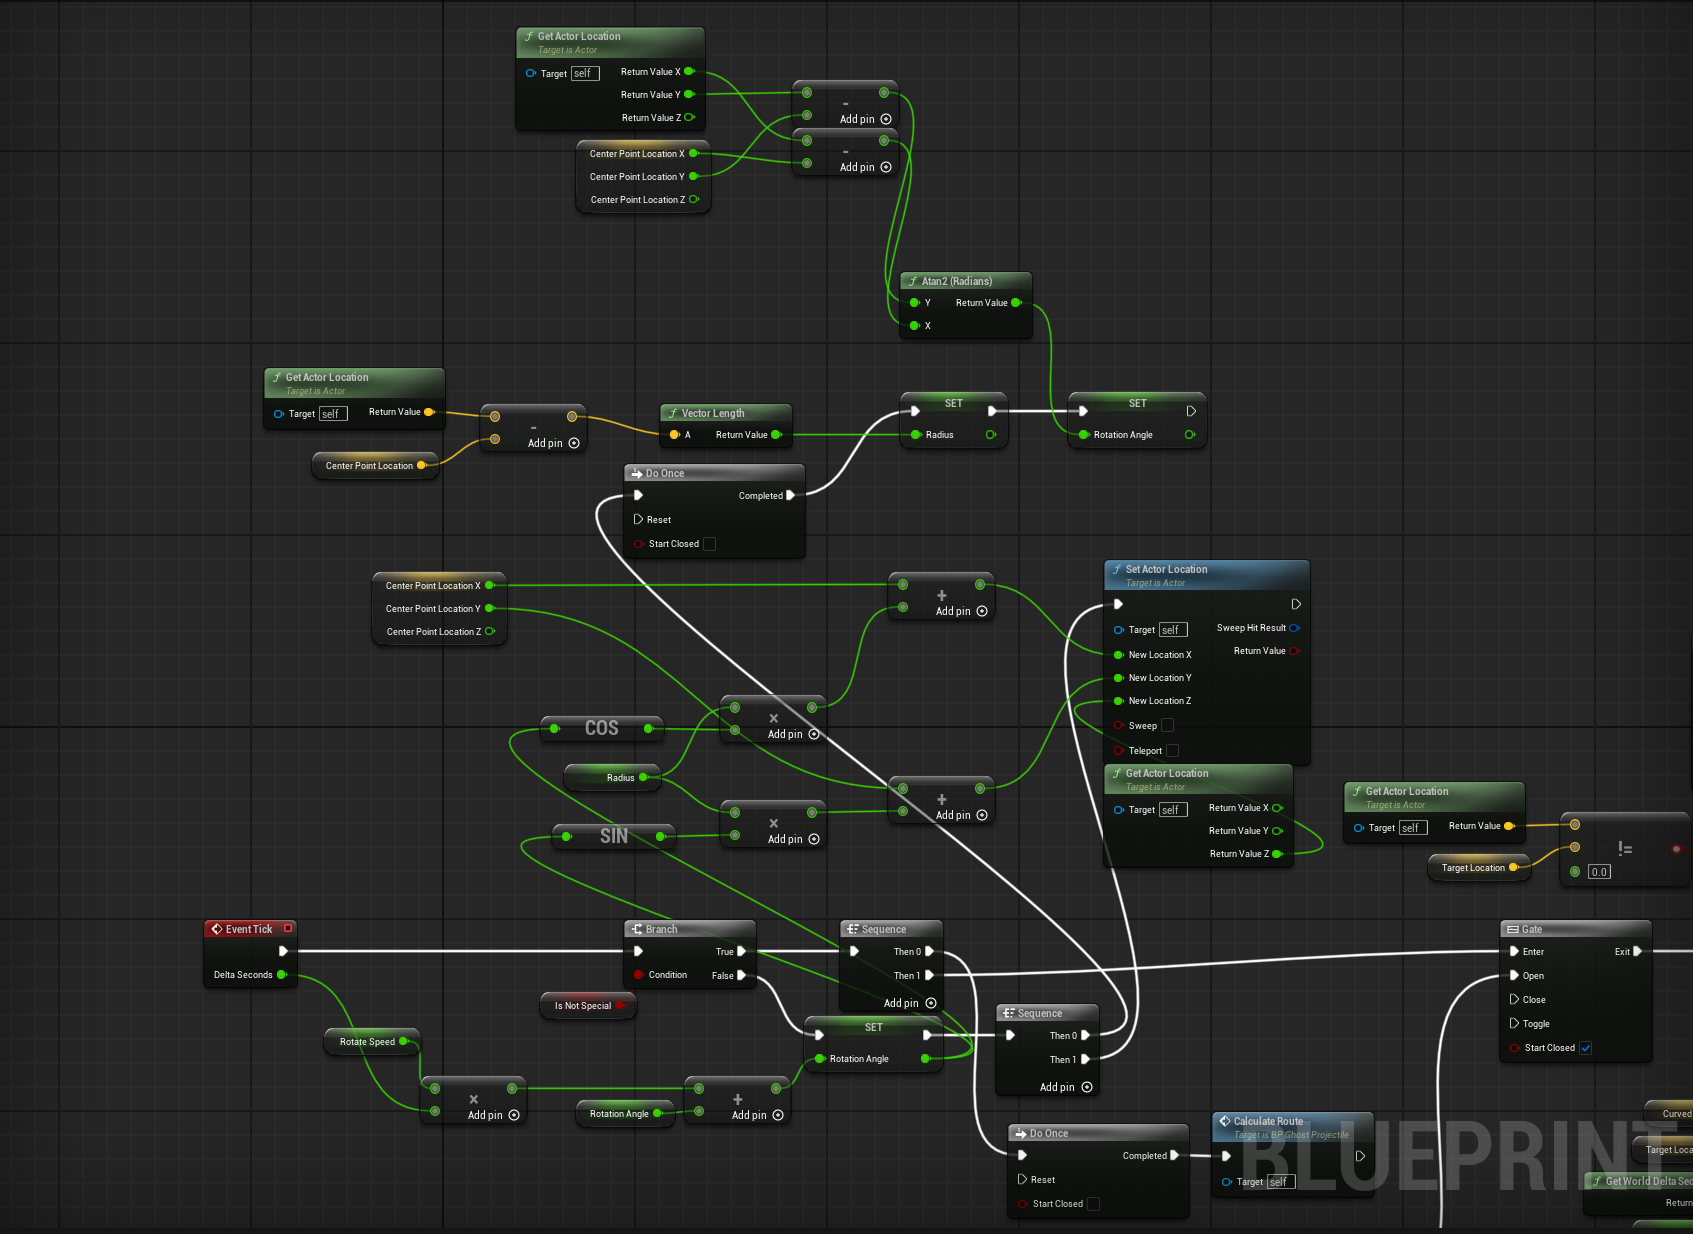 Get Actor Location
Target is Actor
Target self
Return Value X
Return Value Y
Return Value Z
-
Add pin
-
Add pin
Center Point Location X
Center Point Location Y
Center Point Location Z
Atan2 (Radians)
Y Return Value
X
Get Actor Location
Target is Actor
Target self Return Value
-
Add pin
Center Point Location
Vector Length
A Return Value
SET
Radius
SET
Rotation Angle
Do Once
Completed
Reset
Start Closed
Center Point Location X
Center Point Location Y
Center Point Location Z
+
Add pin
Set Actor Location
Target is Actor
Target self
Sweep Hit Result
Return Value
New Location X
New Location Y
New Location Z
Sweep
Teleport
COS
×
Add pin
Radius
SIN
×
Add pin
+
Add pin
Get Actor Location
Target is Actor
Target self
Return Value X
Return Value Y
Return Value Z
Get Actor Location
Target is Actor
Target self Return Value
Target Location
!=
0.0
Event Tick
Delta Seconds
Branch
True
Condition False
Is Not Special
Sequence
Then 0
Then 1
Add pin
SET
Rotation Angle
Sequence
Then 0
Then 1
Add pin
Rotate Speed
×
Add pin
Rotation Angle
+
Add pin
Gate
Enter Exit
Open
Close
Toggle
Start Closed
Do Once
Completed
Reset
Start Closed
Calculate Route
Target is BP Ghost Projectile
Target self
Curved
Target Loca
Get World Delta Sec
Return
BLUEPRINT